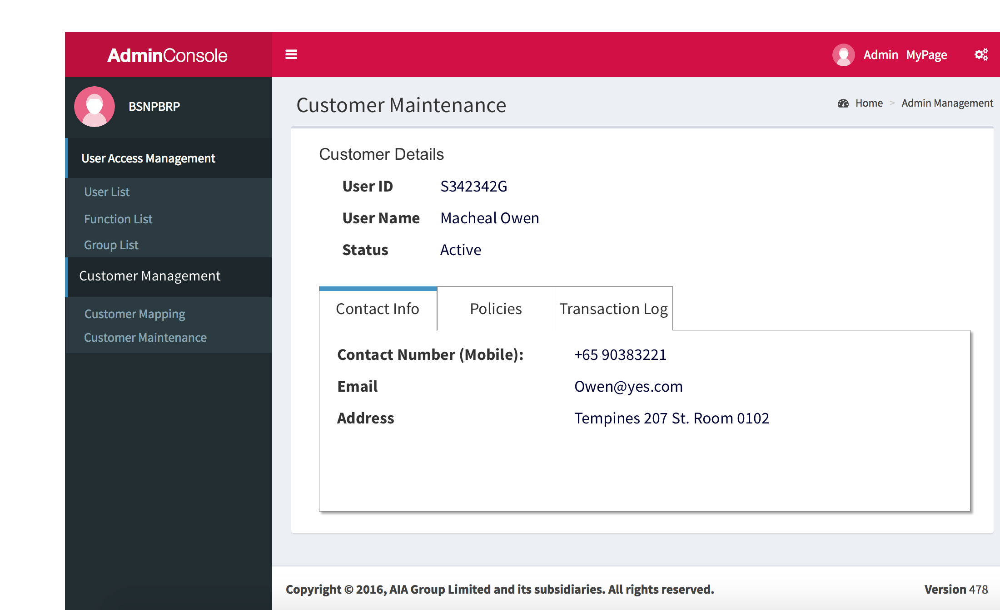 AdminConsole
Admin MyPage
BSNPBRP
User Access Management
User List
Function List
Group List
Customer Management
Customer Mapping
Customer Maintenance
Customer Maintenance
Home > Admin Management
Customer Details
User ID S342342G
User Name Macheal Owen
Status Active
Contact Info Policies Transaction Log
Contact Number (Mobile): +65 90383221
Email Owen@yes.com
Address Tempines 207 St. Room 0102
Copyright © 2016, AIA Group Limited and its subsidiaries. All rights reserved. Version 478